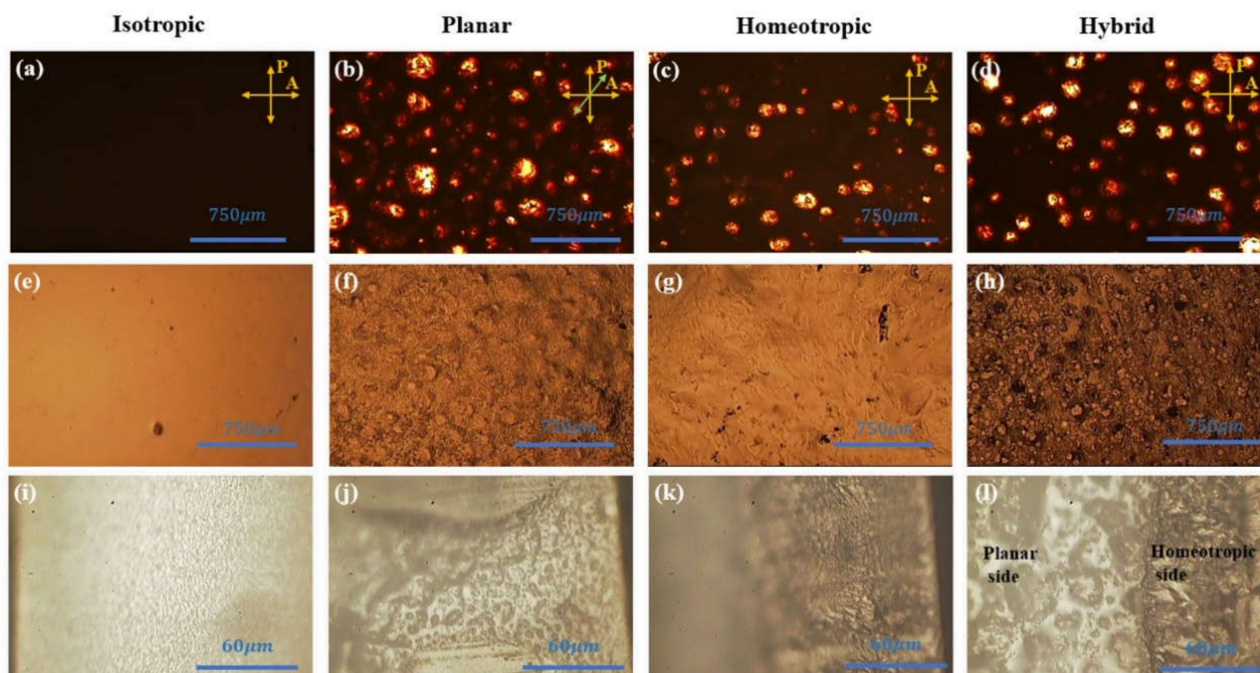 Isotropic Planar Homeotropic Hybrid
(a) P A 750μm
(b) P A 750μm
(c) P A 750μm
(d) P A 750μm
(e) 750μm
(f) 750μm
(g) 750μm
(h) 750μm
(i) 60μm
(j) 60μm
(k) 60μm
(l) Planar side Homeotropic side 60μm